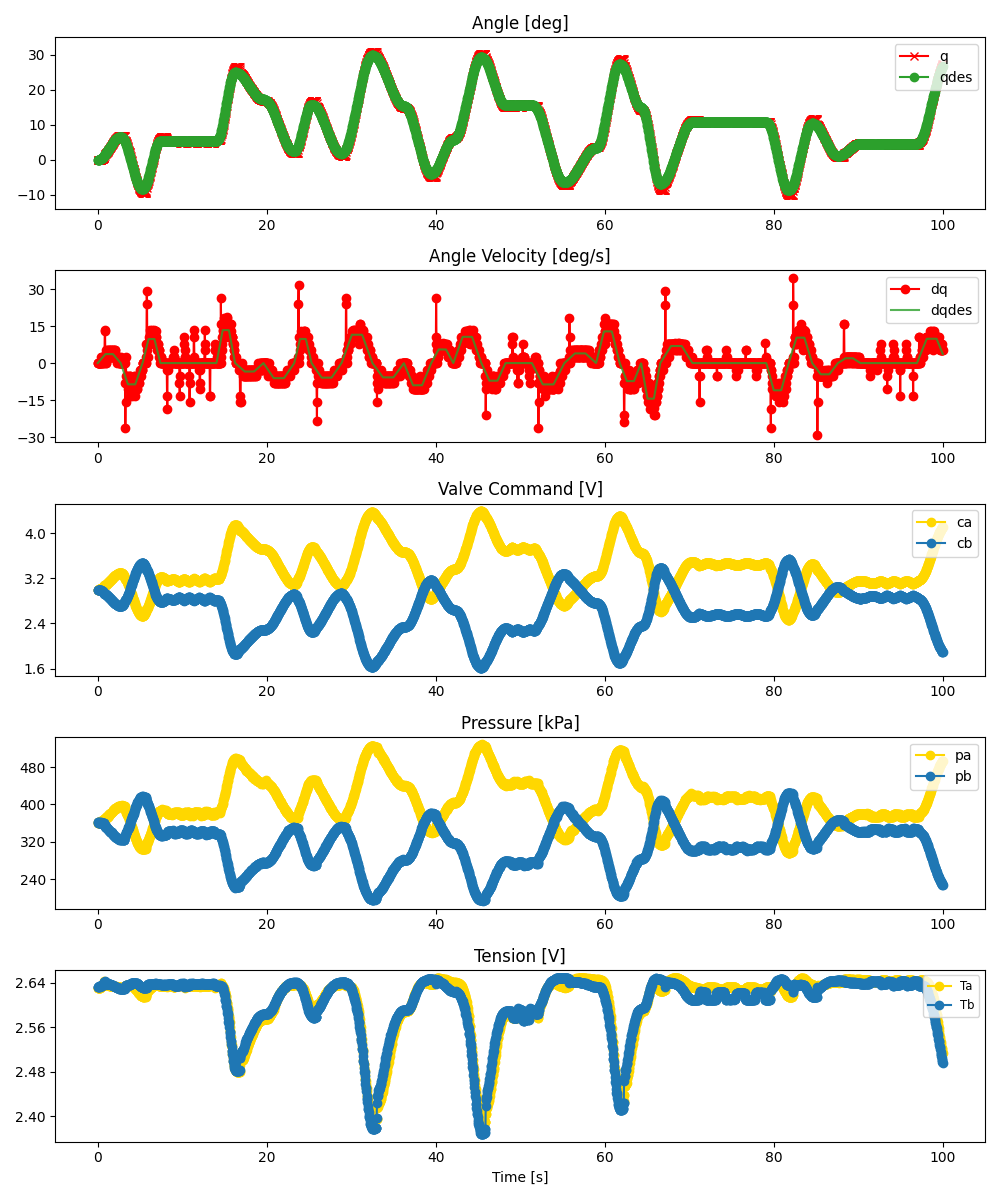 Angle [deg]
30
20
10
0
−10
q
qdes
0 20 40 60 80 100
Angle Velocity [deg/s]
30
15
0
−15
−30
dq
dqdes
0 20 40 60 80 100
Valve Command [V]
4.0
3.2
2.4
1.6
ca
cb
0 20 40 60 80 100
Pressure [kPa]
480
400
320
240
pa
pb
0 20 40 60 80 100
Tension [V]
2.64
2.56
2.48
2.40
Ta
Tb
0 20 40 60 80 100
Time [s]